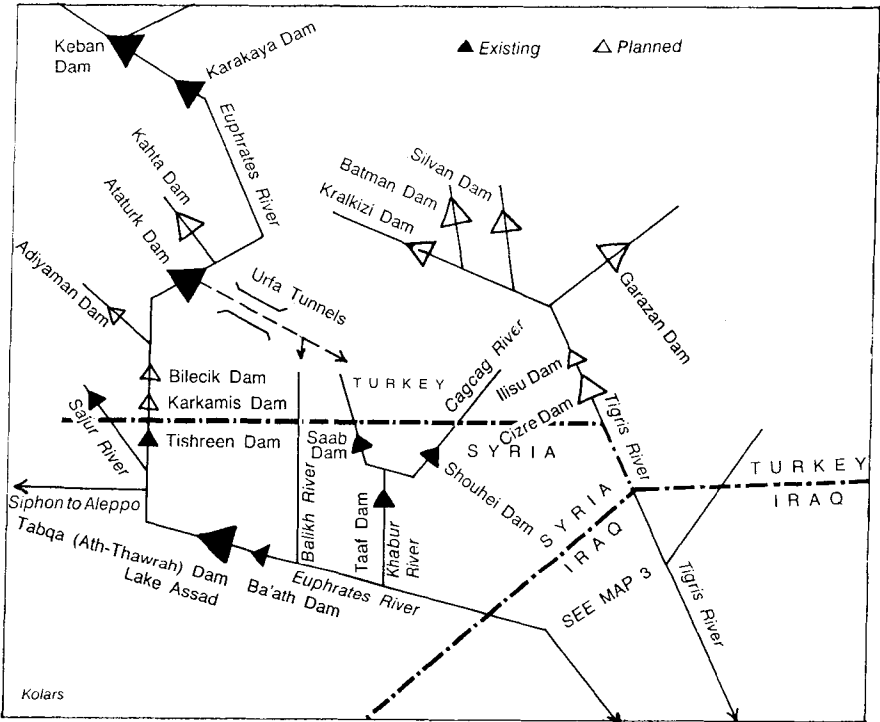 Keban
Dam
Karakaya Dam
Existing
Planned
Euphrates River
Kahta Dam
Ataturk Dam
Adiyaman Dam
Urfa Tunnels
Silvan Dam
Batman Dam
Kralkizi Dam
Garazan Dam
Bilecik Dam
Karkamis Dam
TURKEY
Cagcag River
Ilisu Dam
Cizre Dam
Tigris River
Sajur River
Tishreen Dam
Saab
Dam
SYRIA
Shouhei Dam
Siphon to Aleppo
Balikh River
Taaf Dam
Khabur
River
SYRIA
IRAQ
TURKEY
IRAQ
Tabqa (Ath-Thawrah) Dam
Lake Assad
Ba'ath Dam
Euphrates River
SEE MAP 3
Tigris River
Kolars